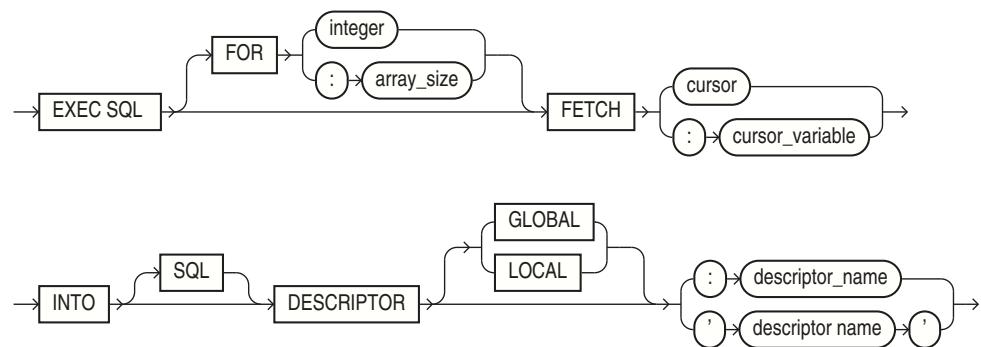 integer
FOR
: array_size
EXEC SQL FETCH
cursor
: cursor_variable
GLOBAL
SQL LOCAL
INTO DESCRIPTOR
: descriptor_name
' descriptor name '